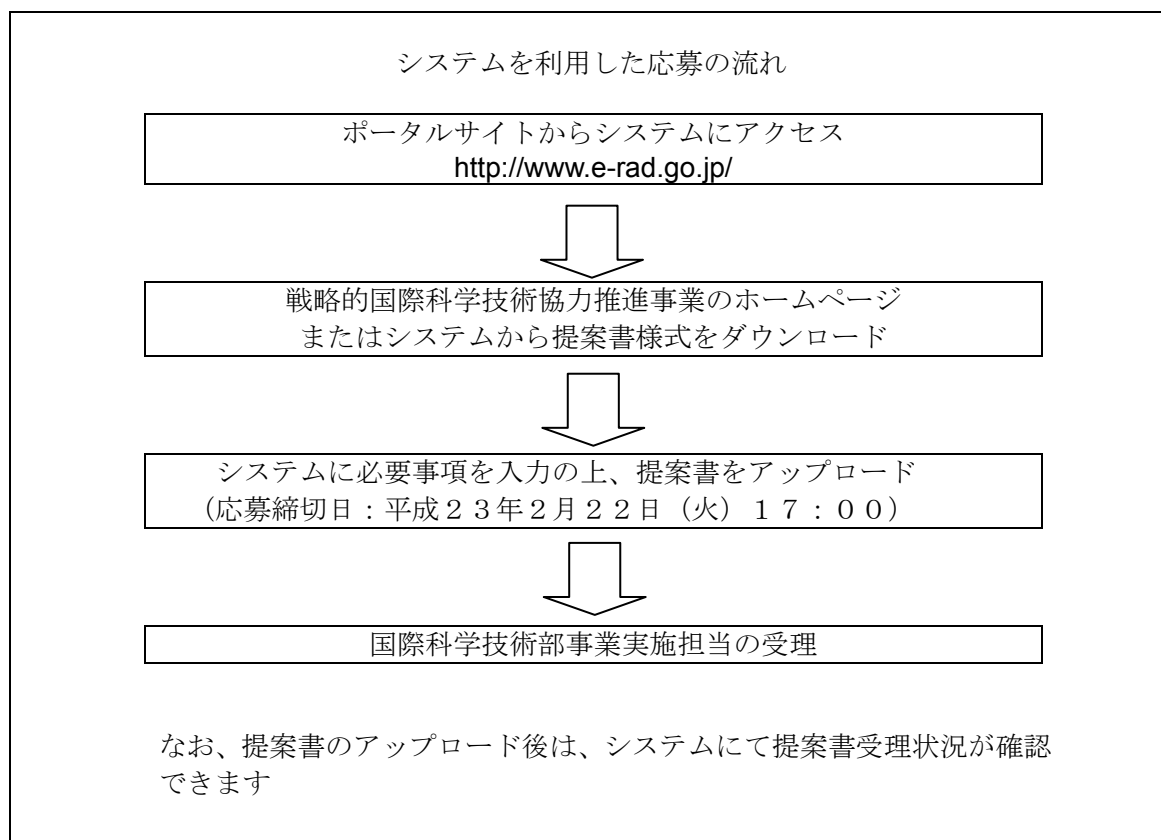 システムを利用した応募の流れ
ポータルサイトからシステムにアクセス
http://www.e-rad.go.jp/
戦略的国際科学技術協力推進事業のホームページ
またはシステムから提案書様式をダウンロード
システムに必要事項を入力の上、提案書をアップロード
（応募締切日：平成２３年２月２２日（火）１７：００）
国際科学技術部事業実施担当の受理
なお、提案書のアップロード後は、システムにて提案書受理状況が確認
できます